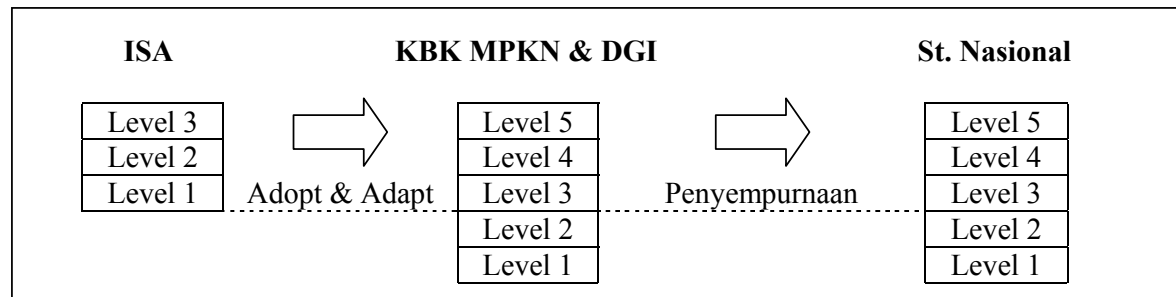 ISA KBK MPKN & DGI St. Nasional
Level 3 Level 5 Level 5
Level 2 Level 4 Level 4
Level 1 Adopt & Adapt Level 3 Penyempurnaan Level 3
Level 2 Level 2
Level 1 Level 1